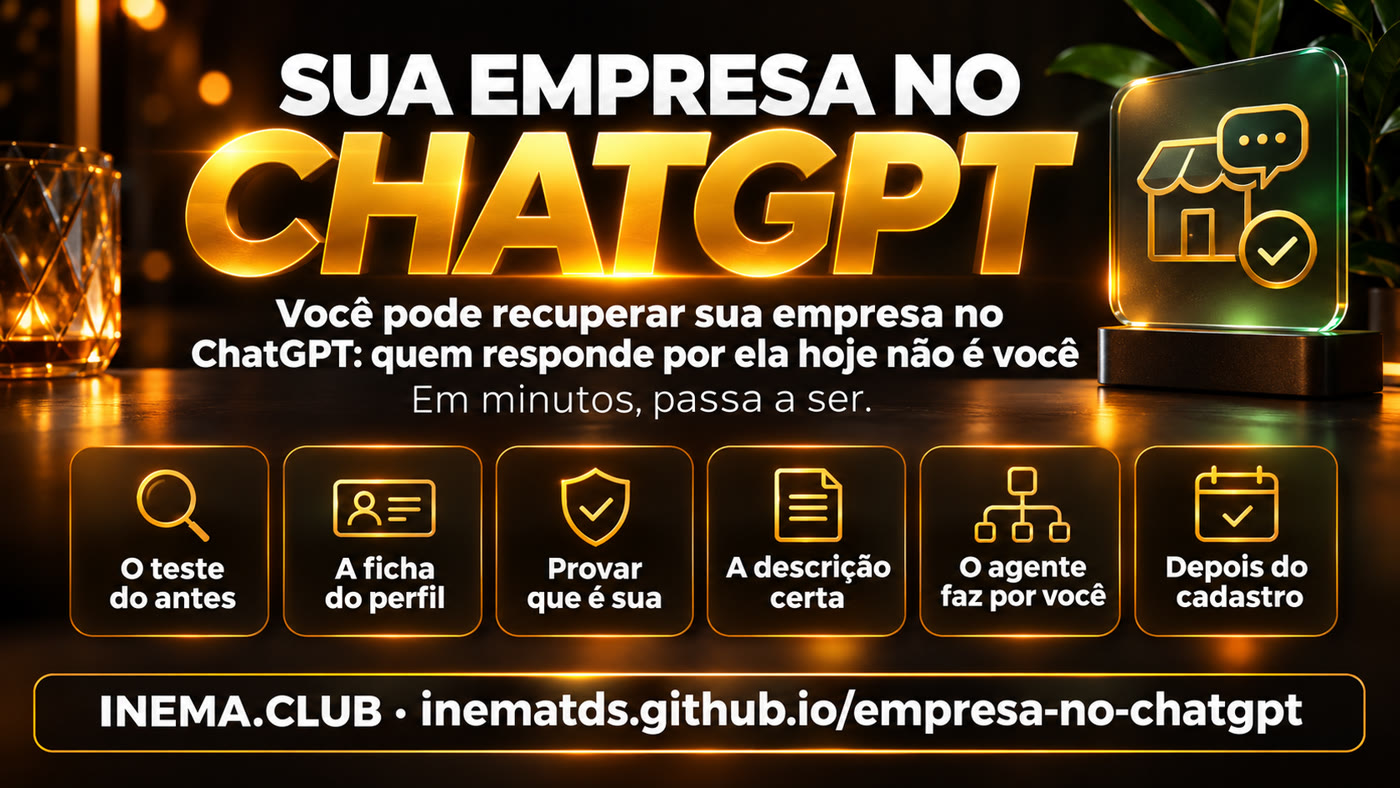 SUA EMPRESA NO
CHATGPT
Você pode recuperar sua empresa no
ChatGPT: quem responde por ela hoje não é você
Em minutos, passa a ser.
O teste
do antes
A ficha
do perfil
Provar
que é sua
A descrição
certa
O agente
faz por você
Depois do
cadastro
INEMA.CLUB • inematds.github.io/empresa-no-chatgpt